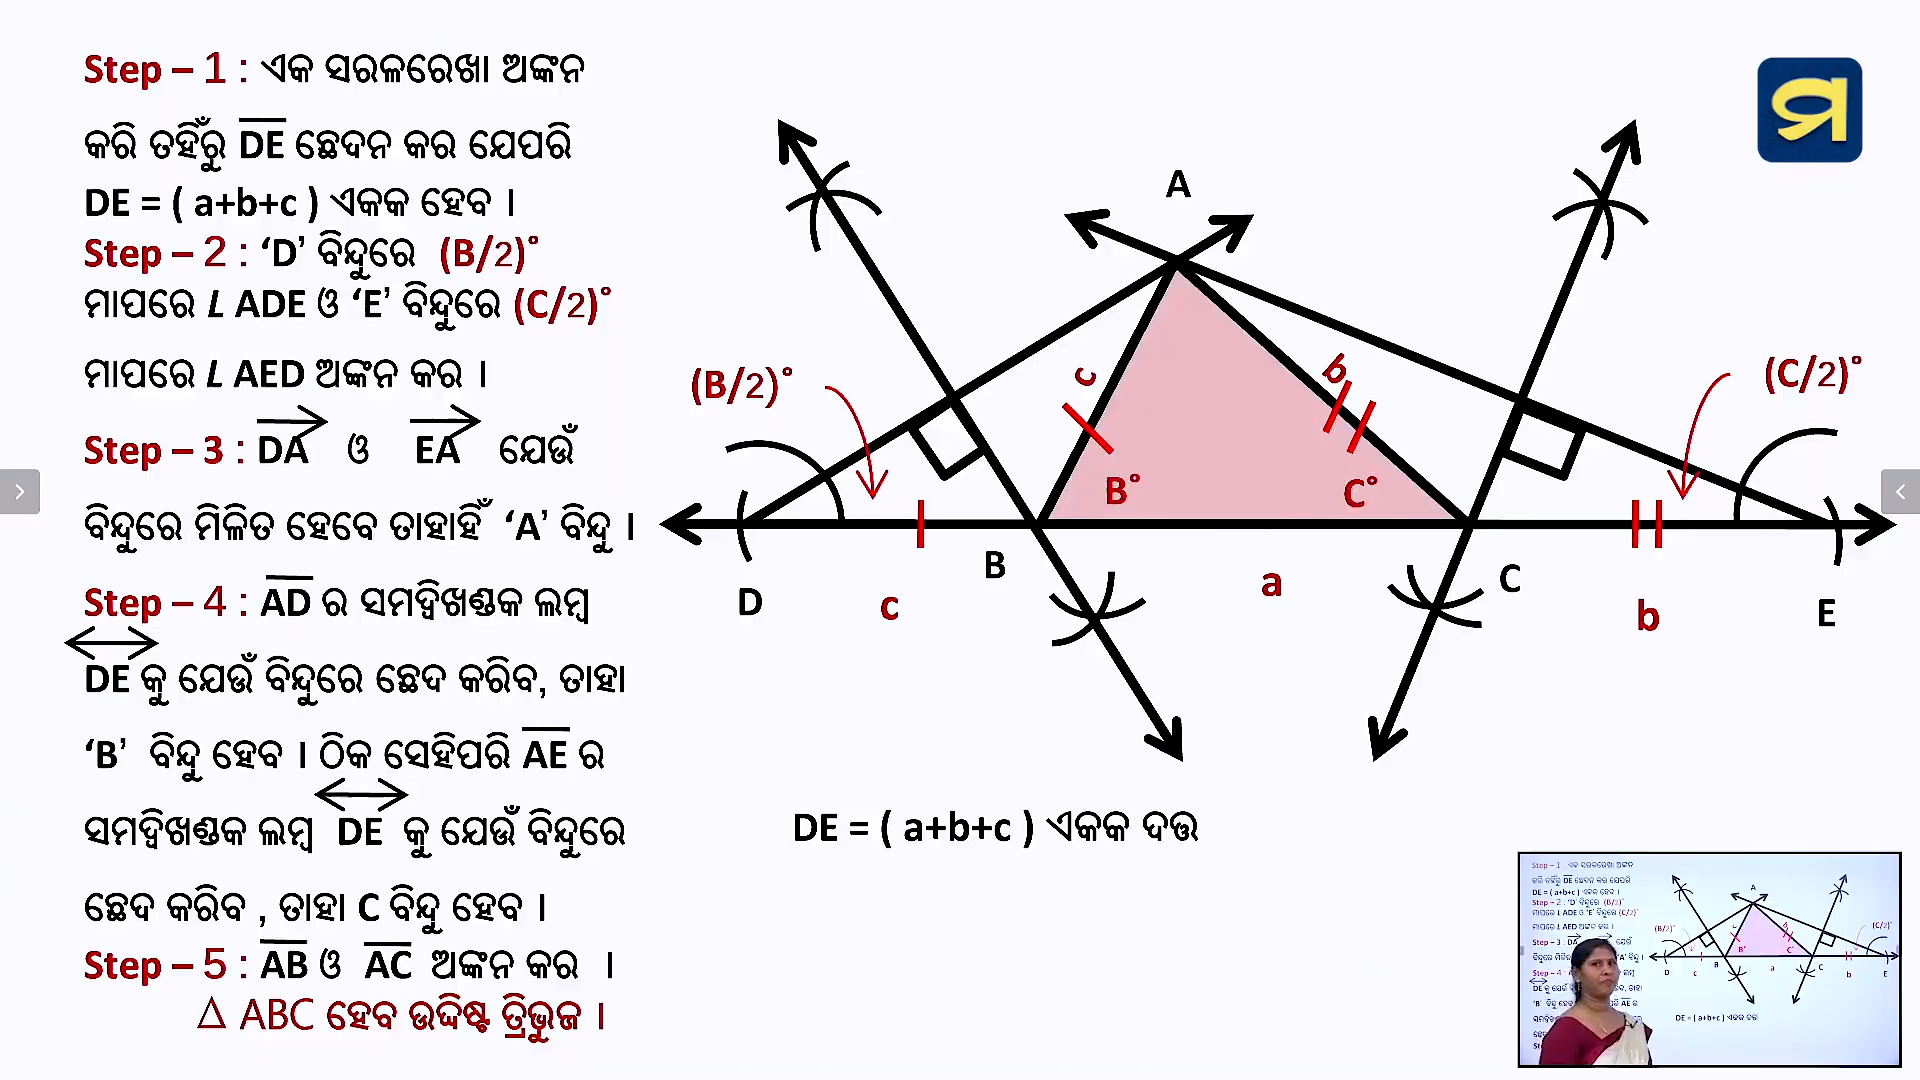 Step – 1 : ଏକ ସରଳରେଖା ଅଙ୍କନ
କରି ତହିଁରୁ DE ଛେଦନ କର ଯେପରି
DE = ( a+b+c ) ଏକକ ହେବ ।
Step – 2 : ‘D’ ବିନ୍ଦୁରେ (B/2)°
ମାପରେ L ADE ଓ ‘E’ ବିନ୍ଦୁରେ (C/2)°
ମାପରେ L AED ଅଙ୍କନ କର ।
Step – 3 : DA ଓ EA ଯେଉଁ
ବିନ୍ଦୁରେ ମିଳିତ ହେବେ ତାହାହିଁ ‘A’ ବିନ୍ଦୁ ।
Step – 4 : AD ର ସମଦ୍ବିଖଣ୍ଡକ ଲମ୍ବ
DE କୁ ଯେଉଁ ବିନ୍ଦୁରେ ଛେଦ କରିବ, ତାହା
‘B’ ବିନ୍ଦୁ ହେବ । ଠିକ ସେହିପରି AE ର
ସମଦ୍ବିଖଣ୍ଡକ ଲମ୍ବ DE କୁ ଯେଉଁ ବିନ୍ଦୁରେ
ଛେଦ କରିବ , ତାହା C ବିନ୍ଦୁ ହେବ ।
Step – 5 : AB ଓ AC ଅଙ୍କନ କର ।
△ ABC ହେବ ଉଦ୍ଦିଷ୍ଟ ତ୍ରିଭୁଜ ।
ମ
A
(B/2)°
c
b
(C/2)°
B°
C°
B
C
D
c
a
b
E
DE = ( a+b+c ) ଏକକ ଦତ୍ତ